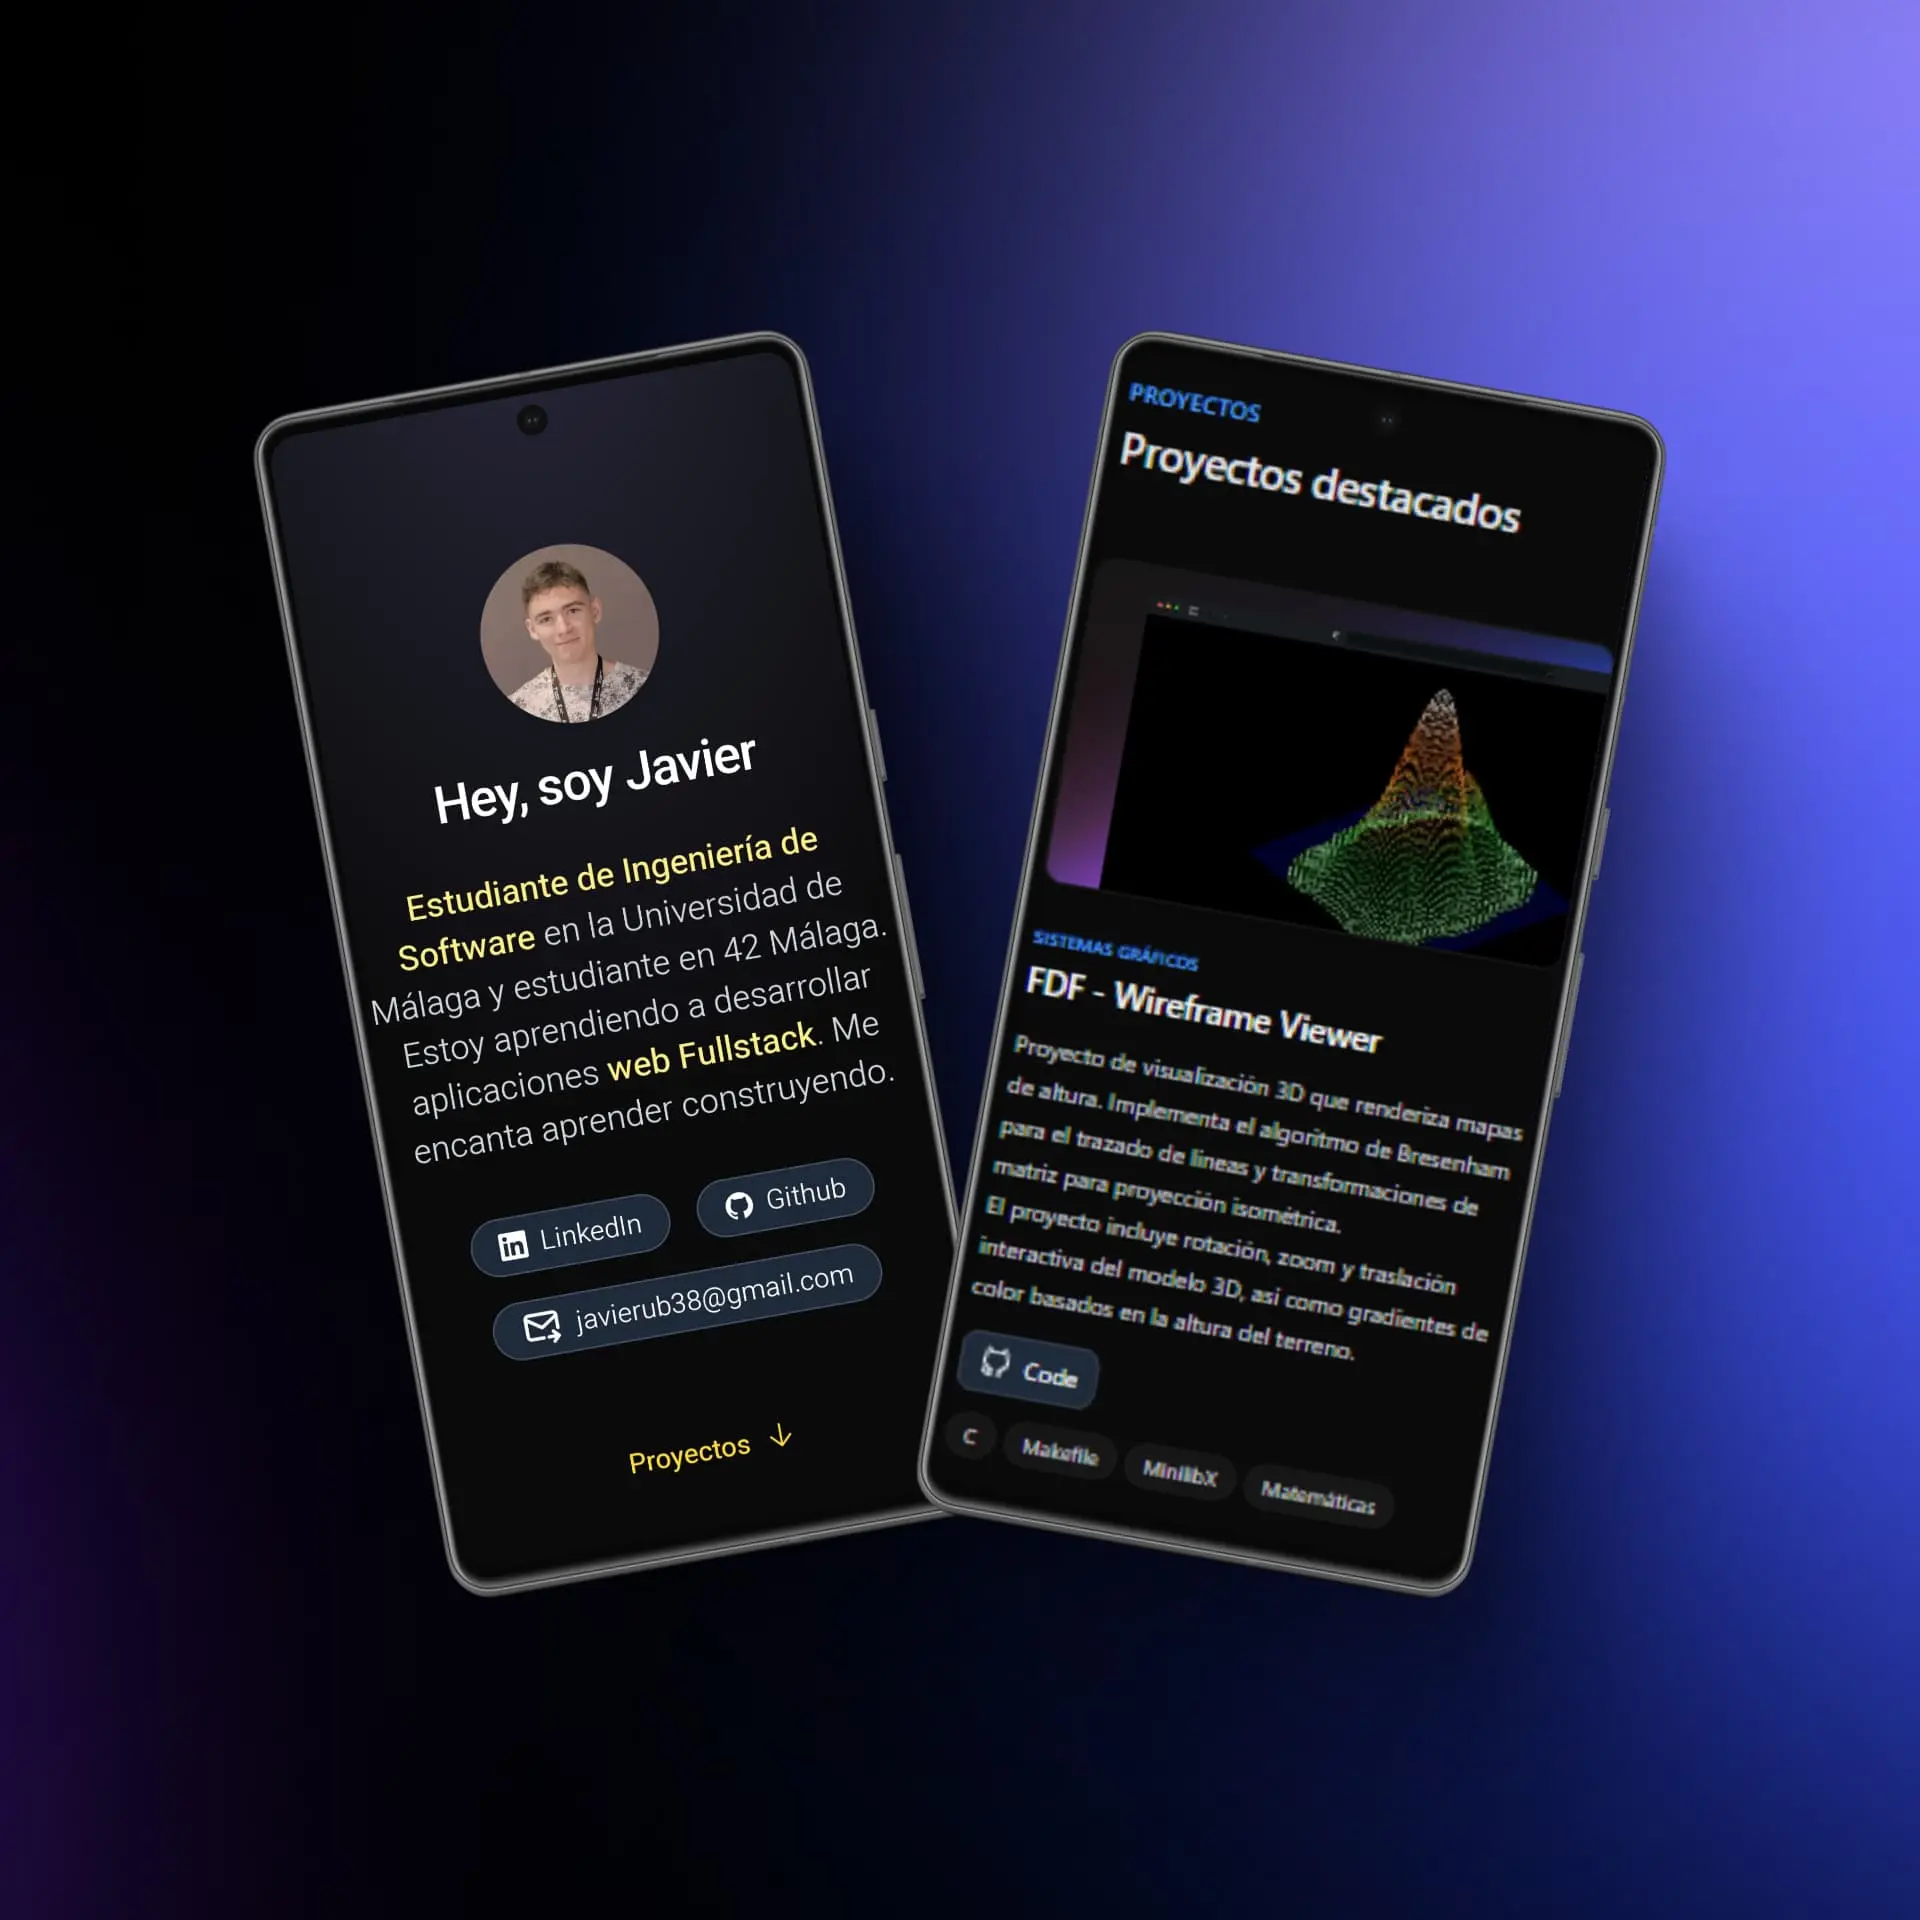 Hey, soy Javier
Estudiante de Ingeniería de
Software en la Universidad de
Málaga y estudiante en 42 Málaga.
Estoy aprendiendo a desarrollar
aplicaciones web Fullstack. Me
encanta aprender construyendo.
LinkedIn
Github
javierub38@gmail.com
Proyectos ↓
PROYECTOS
Proyectos destacados
SISTEMAS GRÁFICOS
FDF - Wireframe Viewer
Proyecto de visualización 3D que renderiza mapas
de altura. Implementa el algoritmo de Bresenham
para el trazado de líneas y transformaciones de
matriz para proyección isométrica.
El proyecto incluye rotación, zoom y traslación
interactiva del modelo 3D, así como gradientes de
color basados en la altura del terreno.
Code
C Makefile MinilibX Matemáticas